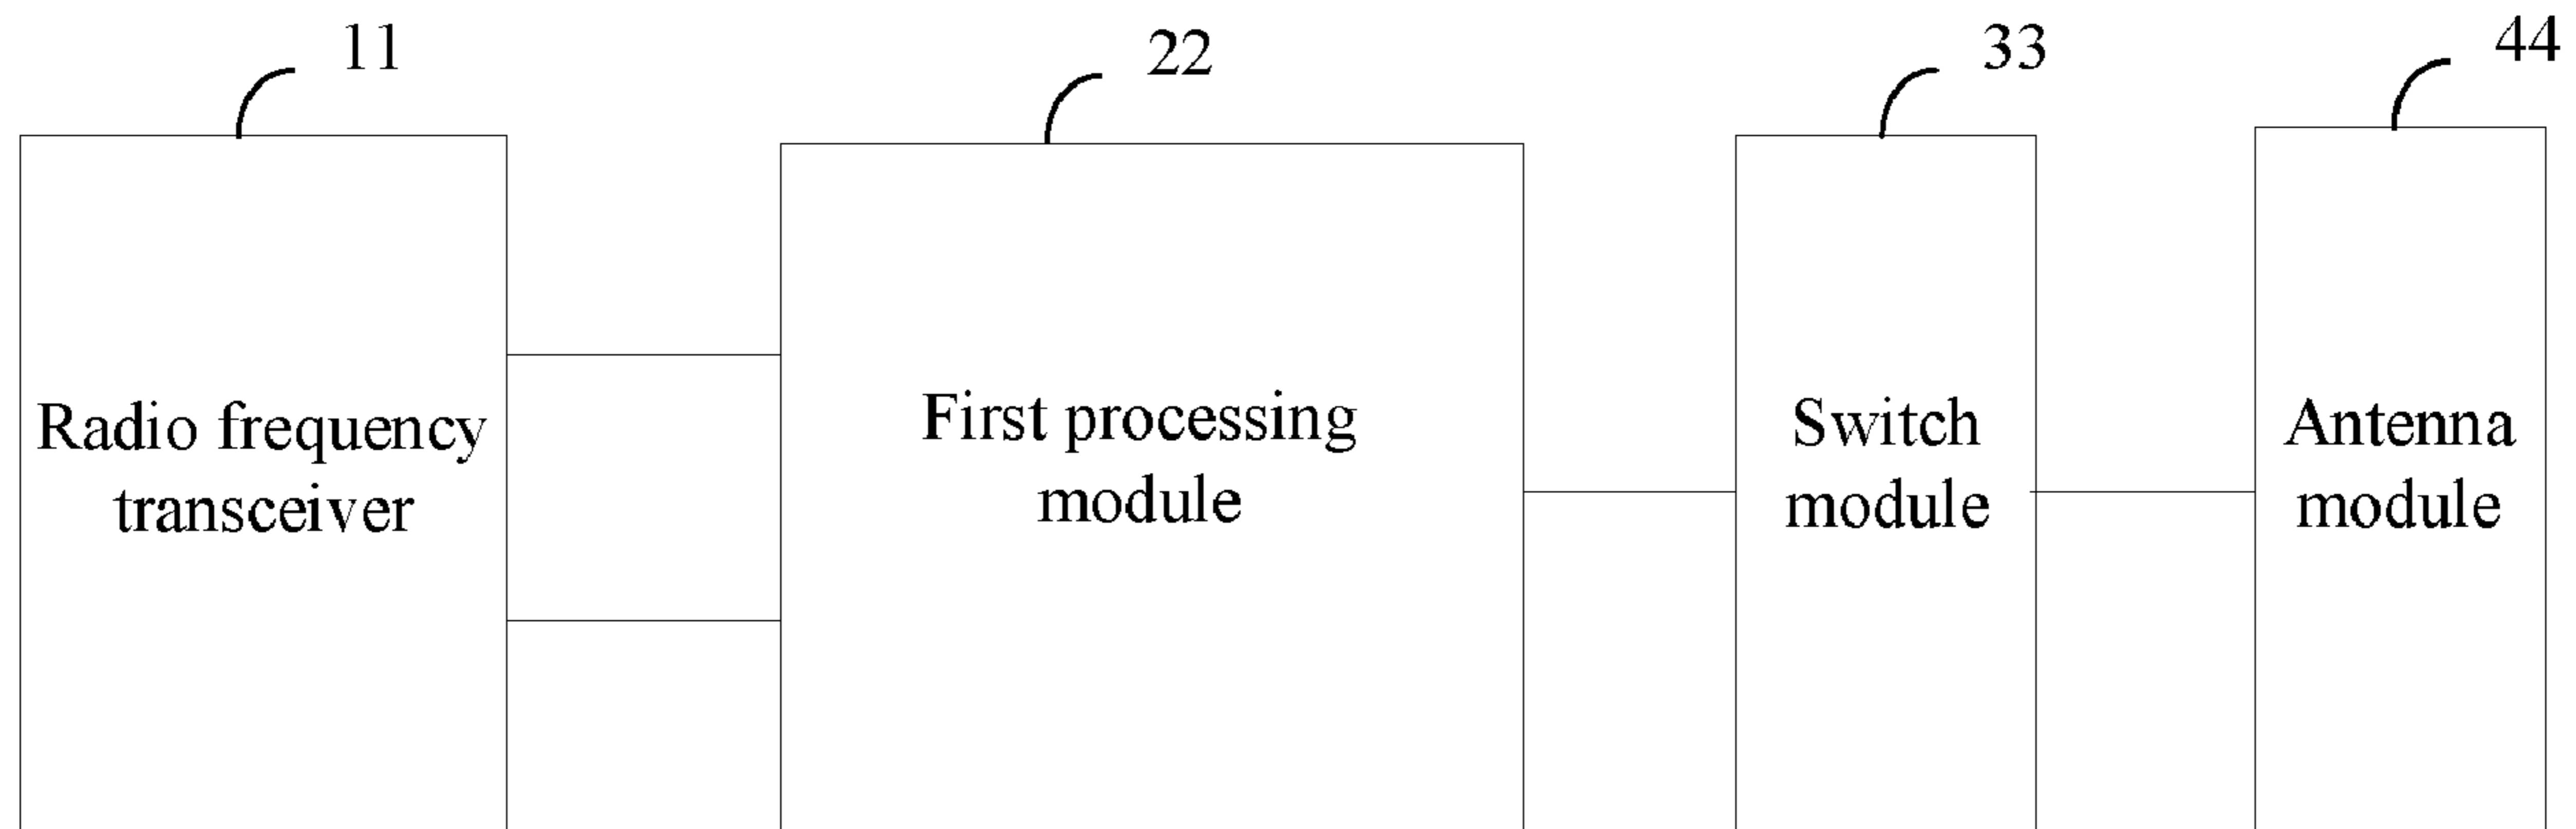 11
22
33
44
Radio frequency
transceiver
First processing
module
Switch
module
Antenna
module